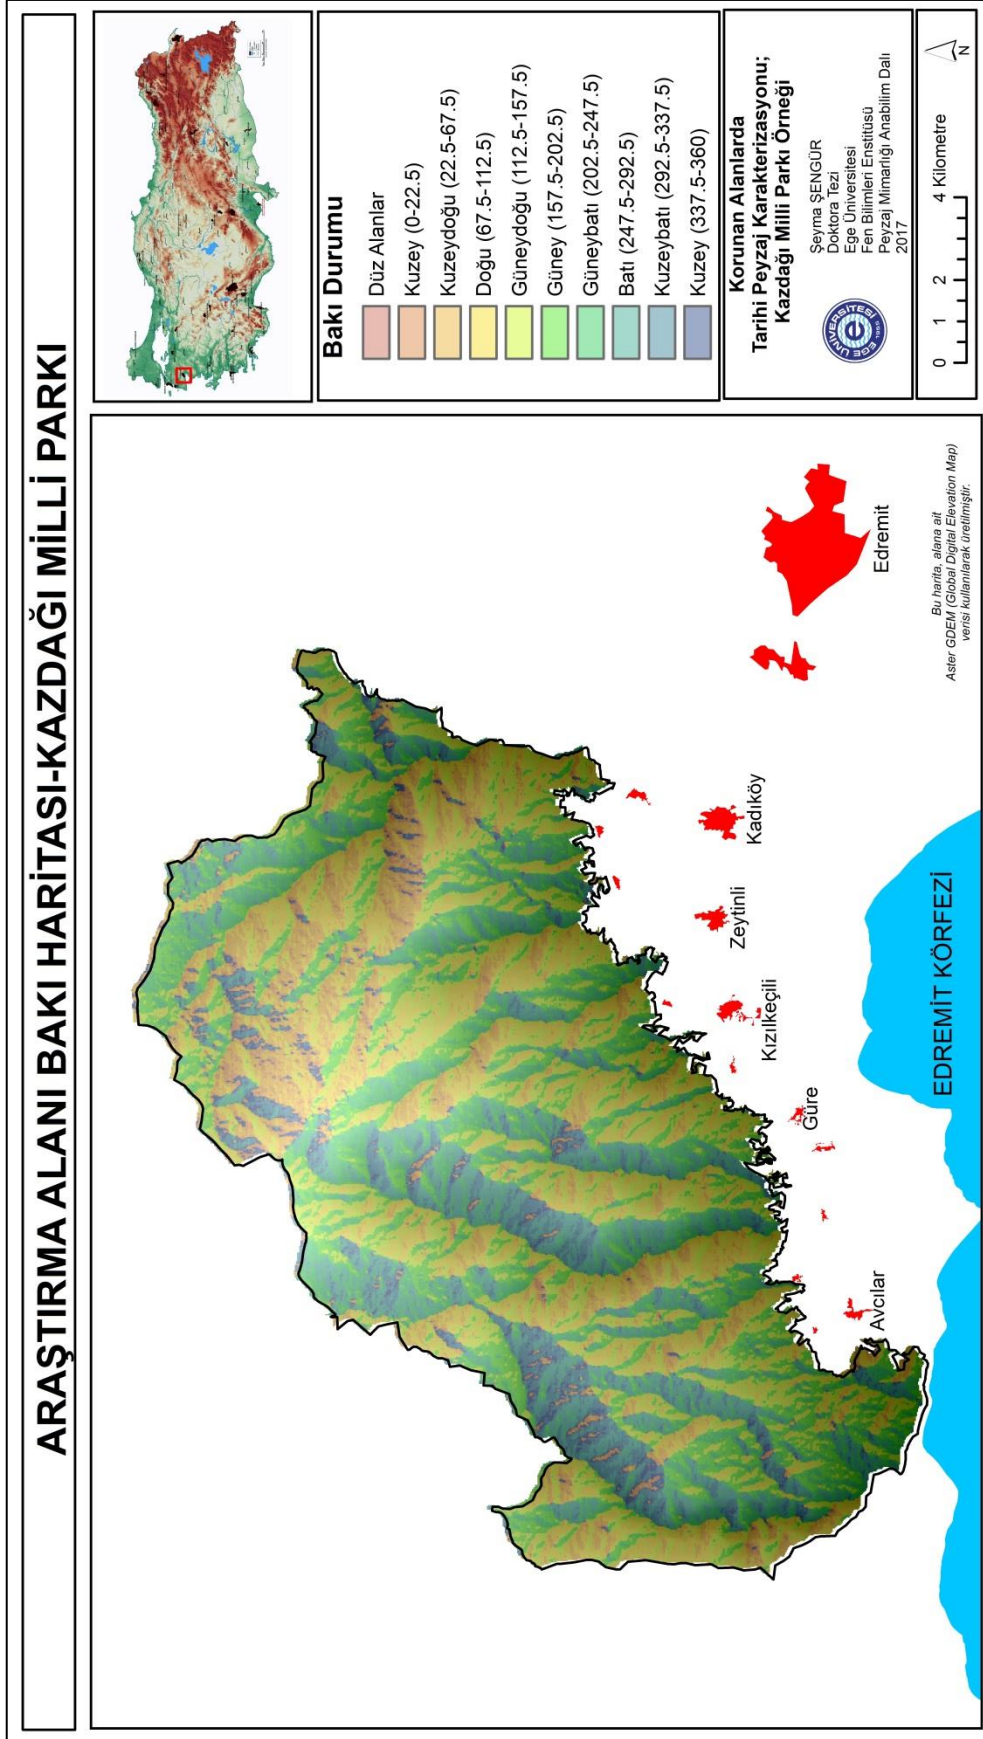 ARAŞTIRMA ALANI BAKI HARİTASI-KAZDAĞI MİLLİ PARKI
Bakı Durumu
Düz Alanlar
Kuzey (0-22.5)
Kuzeydoğu (22.5-67.5)
Doğu (67.5-112.5)
Güneydoğu (112.5-157.5)
Güney (157.5-202.5)
Güneybatı (202.5-247.5)
Batı (247.5-292.5)
Kuzeybatı (292.5-337.5)
Kuzey (337.5-360)
Korunan Alanlarda
Tarihi Peyzaj Karakterizasyonu;
Kazdağı Milli Parkı Örneği
EGE ÜNİVERSİTESİ
Şeyma ŞENGÜR
Doktora Tezi
Ege Üniversitesi
Fen Bilimleri Enstitüsü
Peyzaj Mimarlığı Anabilim Dalı
2017
0 1 2 4 Kilometre
N
Avcılar
Güre
Kızılkeçili
Zeytinli
Kadıköy
Edremit
EDREMİT KÖRFEZİ
Bu harita, alana ait
Aster GDEM (Global Digital Elevation Map)
verisi kullanılarak üretilmiştir.